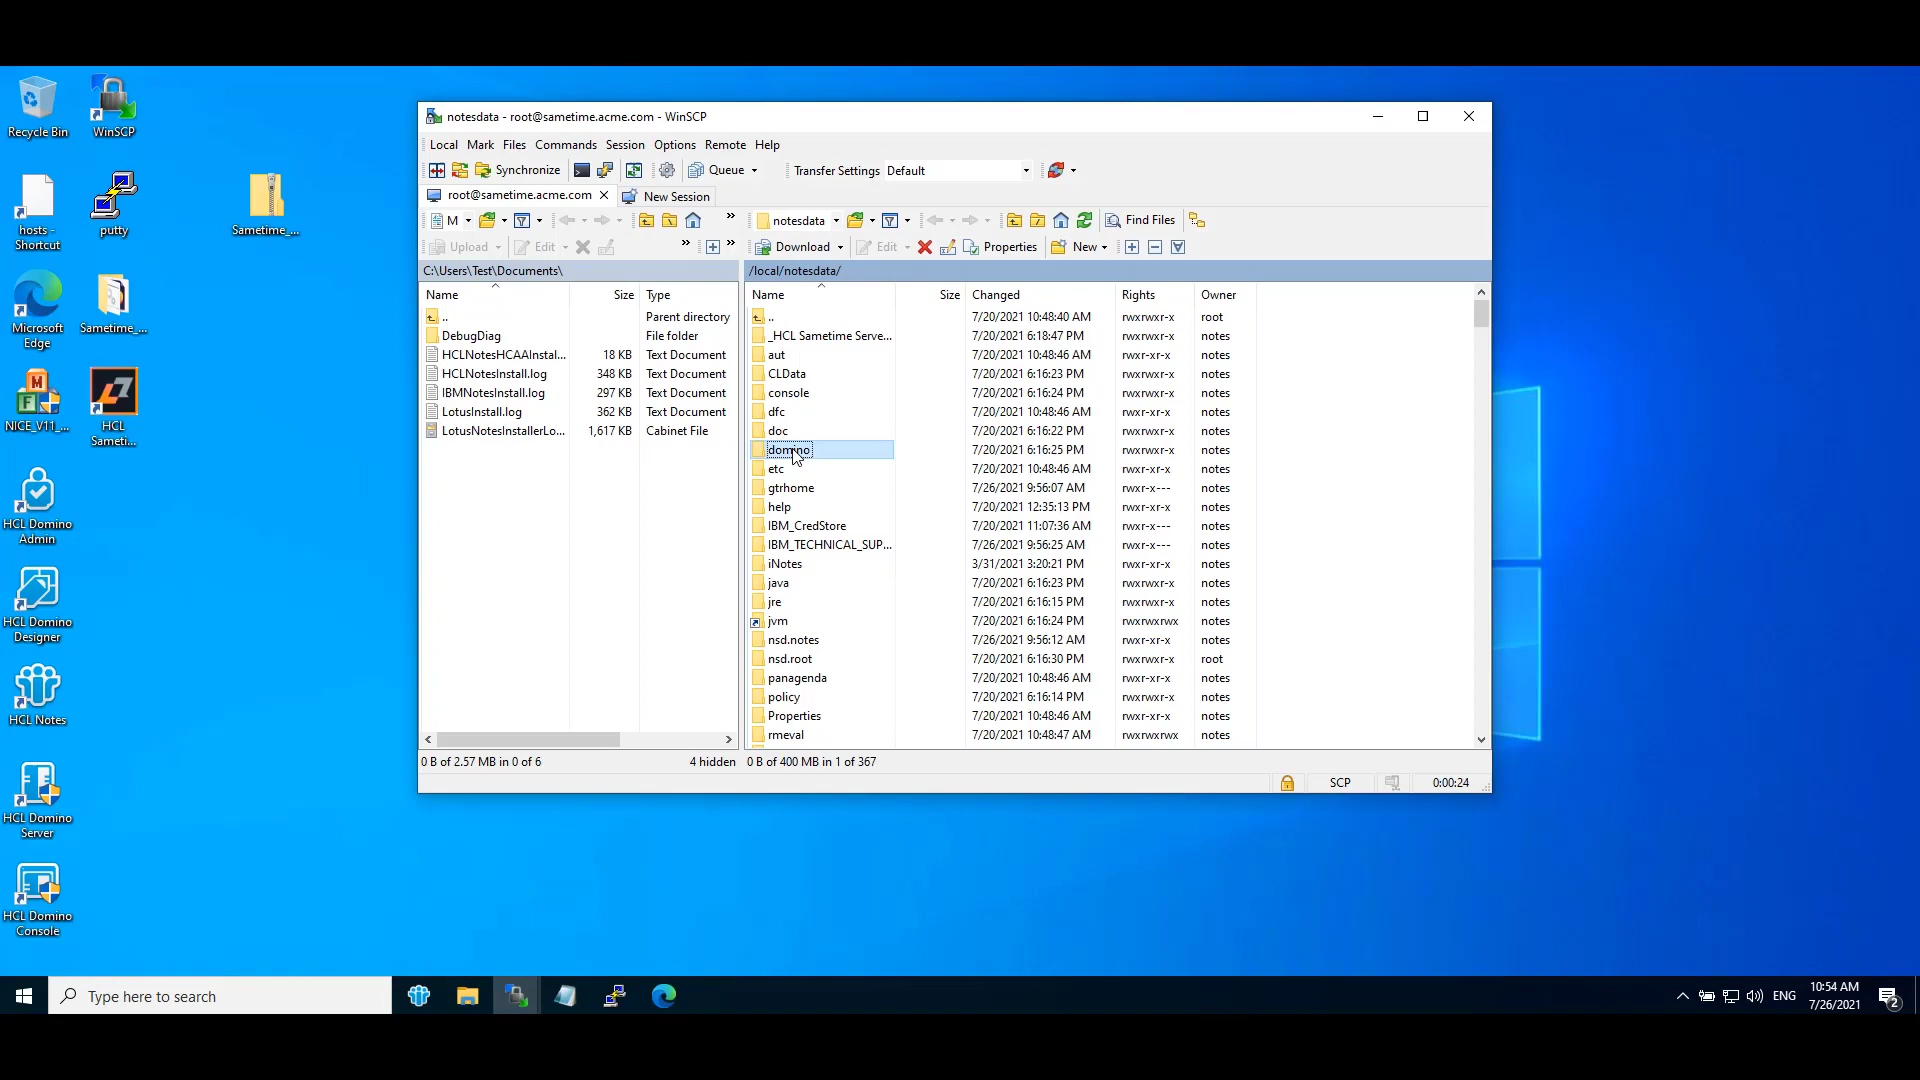 Recycle Bin
WinSCP
hosts -
Shortcut
putty
Sametime_...
Microsoft
Edge
Sametime_...
NICE_V11_...
HCL
Sameti...
HCL Domino
Admin
HCL Domino
Designer
HCL Notes
HCL Domino
Server
HCL Domino
Console
notesdata - root@sametime.acme.com - WinSCP
Local Mark Files Commands Session Options Remote Help
Synchronize Queue Transfer Settings Default
root@sametime.acme.com New Session
M notesdata Find Files
Upload Edit Download Edit Properties New
C:\Users\Test\Documents\
Name Size Type
.. Parent directory
DebugDiag File folder
HCLNotesHCAAInstal... 18 KB Text Document
HCLNotesInstall.log 348 KB Text Document
IBMNotesInstall.log 297 KB Text Document
LotusInstall.log 362 KB Text Document
LotusNotesInstallerLo... 1,617 KB Cabinet File
0 B of 2.57 MB in 0 of 6 4 hidden
/local/notesdata/
Name Size Changed Rights Owner
.. 7/20/2021 10:48:40 AM rwxrwxr-x root
_HCL Sametime Serve... 7/20/2021 6:18:47 PM rwxrwxr-x notes
aut 7/20/2021 10:48:46 AM rwxr-xr-x notes
CLData 7/20/2021 6:16:23 PM rwxrwxr-x notes
console 7/20/2021 6:16:24 PM rwxrwxr-x notes
dfc 7/20/2021 10:48:46 AM rwxr-xr-x notes
doc 7/20/2021 6:16:22 PM rwxrwxr-x notes
domino 7/20/2021 6:16:25 PM rwxrwxr-x notes
etc 7/20/2021 10:48:46 AM rwxr-xr-x notes
gtrhome 7/26/2021 9:56:07 AM rwxr-x--- notes
help 7/20/2021 12:35:13 PM rwxrwxr-x notes
IBM_CredStore 7/20/2021 11:07:36 AM rwxr-x--- notes
IBM_TECHNICAL_SUP... 7/26/2021 9:56:25 AM rwxr-x--- notes
iNotes 3/31/2021 3:20:21 PM rwxrwxr-x notes
java 7/20/2021 6:16:23 PM rwxrwxr-x notes
jre 7/20/2021 6:16:15 PM rwxrwxr-x notes
jvm 7/20/2021 6:16:24 PM rwxrwxrwx notes
nsd.notes 7/26/2021 9:56:12 AM rwxr-xr-x notes
nsd.root 7/20/2021 6:16:30 PM rwxrwxr-x root
panagenda 7/20/2021 10:48:46 AM rwxr-xr-x notes
policy 7/20/2021 6:16:14 PM rwxrwxr-x notes
Properties 7/20/2021 10:48:46 AM rwxr-xr-x notes
rmeval 7/20/2021 10:48:47 AM rwxrwxrwx notes
0 B of 400 MB in 1 of 367
SCP 0:00:24
Type here to search
ENG
10:54 AM
7/26/2021
2